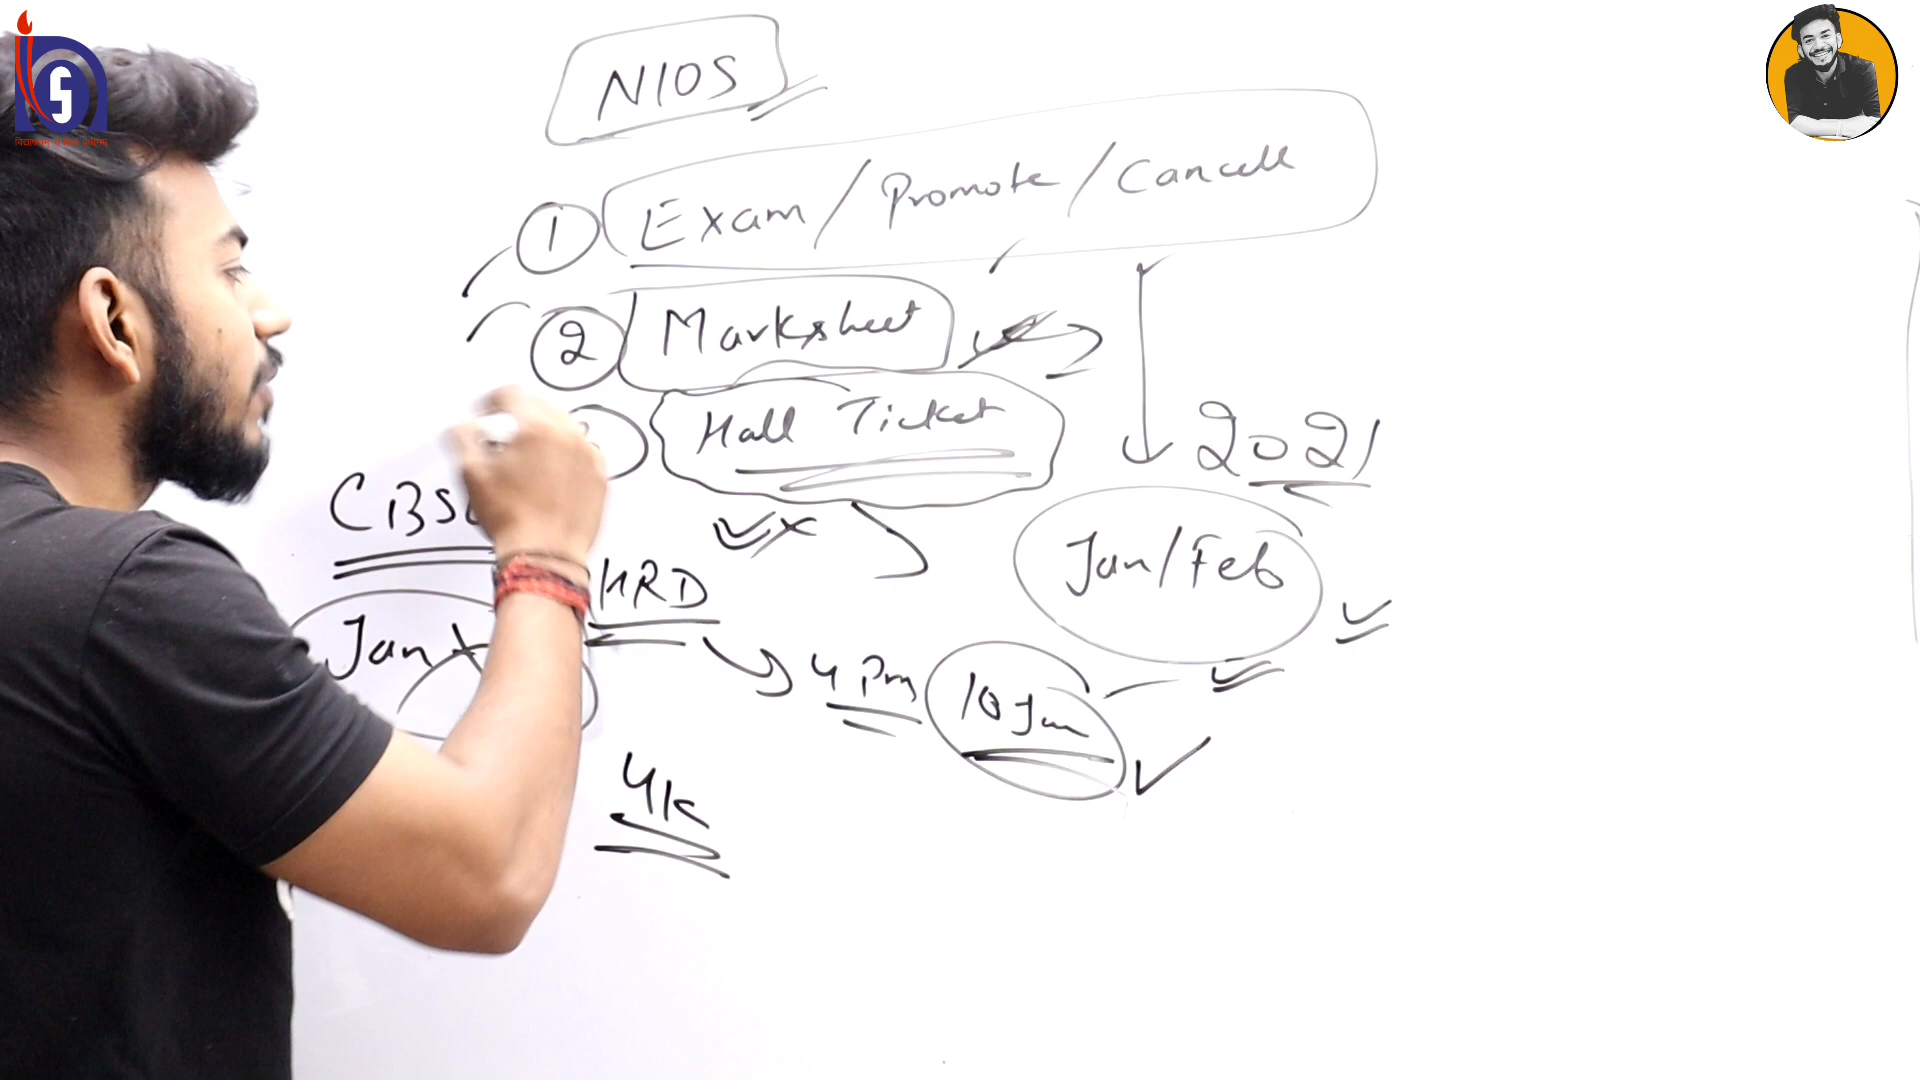 NIOS
① Exam / Promote / Cancell
② Marksheet
Hall Ticket
2021
CBS
HRD
Jan / Feb
Jan
4 Pm
10 Jan
4k